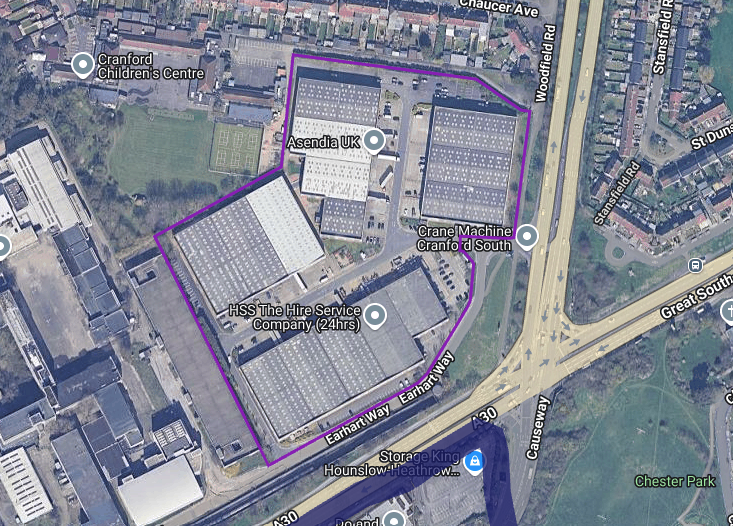 Chaucer Ave
Cranford
Children's Centre
Woodfield Rd
Stansfield R
Asendia UK
St Duns
Stansfield Rd
Crane Machine
Cranford South
HSS The Hire Service
Company (24hrs)
Great South
Earhart Way
Earhart Way
A30
Causeway
Storage King
Hounslow-Heathrow...
Chester Park
A30